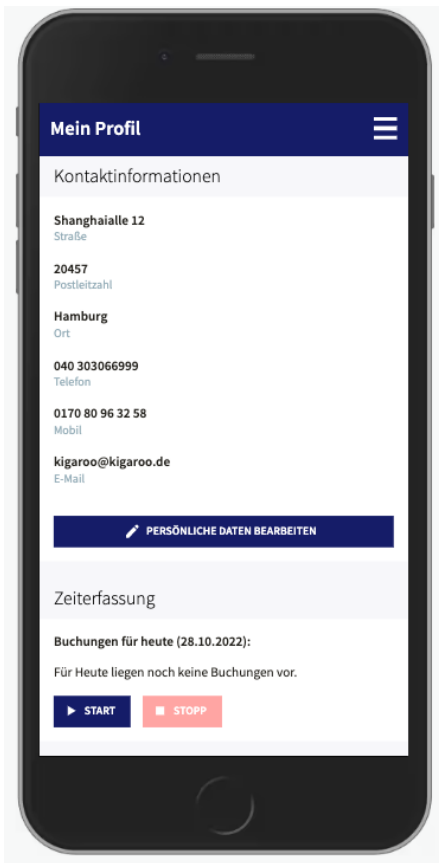 Mein Profil
Kontaktinformationen
Shanghaialle 12
Straße
20457
Postleitzahl
Hamburg
Ort
040 303066999
Telefon
0170 80 96 32 58
Mobil
kigaroo@kigaroo.de
E-Mail
PERSÖNLICHE DATEN BEARBEITEN
Zeiterfassung
Buchungen für heute (28.10.2022):
Für Heute liegen noch keine Buchungen vor.
START STOPP